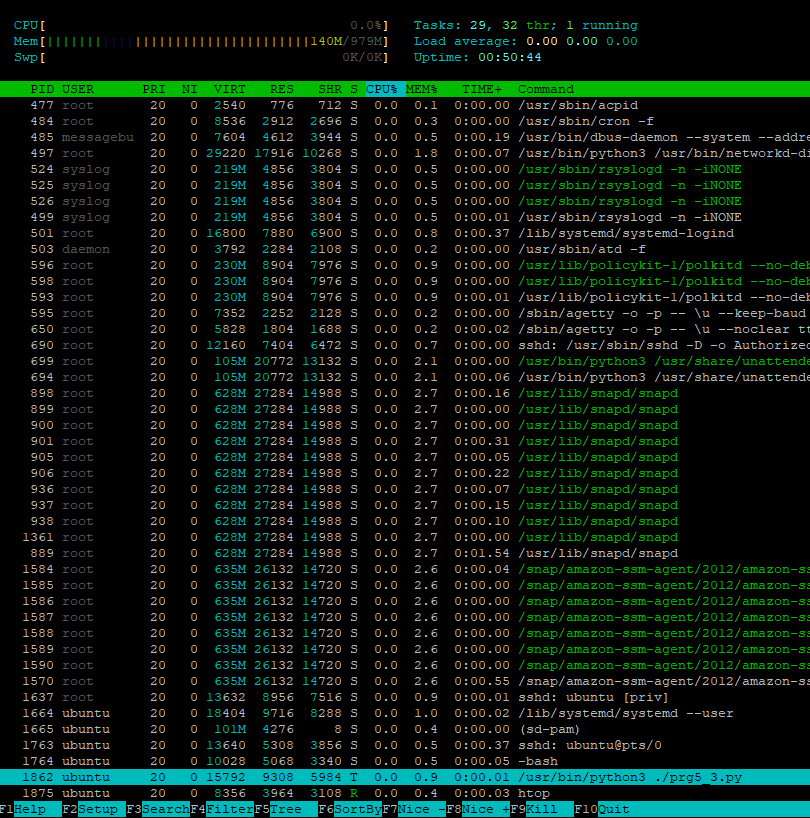 CPU[ 0.0%] Tasks: 29, 32 thr; 1 running
Mem[||||||||||||||||||||||||||||||||140M/979M] Load average: 0.00 0.00 0.00
Swp[ 0K/0K] Uptime: 00:50:44
PID USER PRI NI VIRT RES SHR S CPU% MEM% TIME+ Command
477 root 20 0 2540 776 712 S 0.0 0.1 0:00.00 /usr/sbin/acpid
484 root 20 0 8536 2912 2696 S 0.0 0.3 0:00.00 /usr/sbin/cron -f
485 messagebu 20 0 7604 4612 3944 S 0.0 0.5 0:00.19 /usr/bin/dbus-daemon --system --addre
497 root 20 0 29220 17916 10268 S 0.0 1.8 0:00.07 /usr/bin/python3 /usr/bin/networkd-di
524 syslog 20 0 219M 4856 3804 S 0.0 0.5 0:00.00 /usr/sbin/rsyslogd -n -iNONE
525 syslog 20 0 219M 4856 3804 S 0.0 0.5 0:00.00 /usr/sbin/rsyslogd -n -iNONE
526 syslog 20 0 219M 4856 3804 S 0.0 0.5 0:00.00 /usr/sbin/rsyslogd -n -iNONE
499 syslog 20 0 219M 4856 3804 S 0.0 0.5 0:00.01 /usr/sbin/rsyslogd -n -iNONE
501 root 20 0 16800 7880 6900 S 0.0 0.8 0:00.37 /lib/systemd/systemd-logind
503 daemon 20 0 3792 2284 2108 S 0.0 0.2 0:00.00 /usr/sbin/atd -f
596 root 20 0 230M 8904 7976 S 0.0 0.9 0:00.00 /usr/lib/policykit-1/polkitd --no-deb
598 root 20 0 230M 8904 7976 S 0.0 0.9 0:00.00 /usr/lib/policykit-1/polkitd --no-deb
593 root 20 0 230M 8904 7976 S 0.0 0.9 0:00.01 /usr/lib/policykit-1/polkitd --no-deb
595 root 20 0 7352 2252 2128 S 0.0 0.2 0:00.00 /sbin/agetty -o -p -- \u --keep-baud
650 root 20 0 5828 1804 1688 S 0.0 0.2 0:00.02 /sbin/agetty -o -p -- \u --noclear tt
690 root 20 0 12160 7404 6472 S 0.0 0.7 0:00.00 sshd: /usr/sbin/sshd -D -o Authorized
699 root 20 0 105M 20772 13132 S 0.0 2.1 0:00.00 /usr/bin/python3 /usr/share/unattende
694 root 20 0 105M 20772 13132 S 0.0 2.1 0:00.06 /usr/bin/python3 /usr/share/unattende
898 root 20 0 628M 27284 14988 S 0.0 2.7 0:00.16 /usr/lib/snapd/snapd
899 root 20 0 628M 27284 14988 S 0.0 2.7 0:00.00 /usr/lib/snapd/snapd
900 root 20 0 628M 27284 14988 S 0.0 2.7 0:00.00 /usr/lib/snapd/snapd
901 root 20 0 628M 27284 14988 S 0.0 2.7 0:00.31 /usr/lib/snapd/snapd
905 root 20 0 628M 27284 14988 S 0.0 2.7 0:00.05 /usr/lib/snapd/snapd
906 root 20 0 628M 27284 14988 S 0.0 2.7 0:00.22 /usr/lib/snapd/snapd
936 root 20 0 628M 27284 14988 S 0.0 2.7 0:00.07 /usr/lib/snapd/snapd
937 root 20 0 628M 27284 14988 S 0.0 2.7 0:00.15 /usr/lib/snapd/snapd
938 root 20 0 628M 27284 14988 S 0.0 2.7 0:00.10 /usr/lib/snapd/snapd
1361 root 20 0 628M 27284 14988 S 0.0 2.7 0:00.00 /usr/lib/snapd/snapd
889 root 20 0 628M 27284 14988 S 0.0 2.7 0:01.54 /usr/lib/snapd/snapd
1584 root 20 0 635M 26132 14720 S 0.0 2.6 0:00.04 /snap/amazon-ssm-agent/2012/amazon-ss
1585 root 20 0 635M 26132 14720 S 0.0 2.6 0:00.00 /snap/amazon-ssm-agent/2012/amazon-ss
1586 root 20 0 635M 26132 14720 S 0.0 2.6 0:00.00 /snap/amazon-ssm-agent/2012/amazon-ss
1587 root 20 0 635M 26132 14720 S 0.0 2.6 0:00.00 /snap/amazon-ssm-agent/2012/amazon-ss
1588 root 20 0 635M 26132 14720 S 0.0 2.6 0:00.00 /snap/amazon-ssm-agent/2012/amazon-ss
1589 root 20 0 635M 26132 14720 S 0.0 2.6 0:00.00 /snap/amazon-ssm-agent/2012/amazon-ss
1590 root 20 0 635M 26132 14720 S 0.0 2.6 0:00.00 /snap/amazon-ssm-agent/2012/amazon-ss
1570 root 20 0 635M 26132 14720 S 0.0 2.6 0:00.55 /snap/amazon-ssm-agent/2012/amazon-ss
1637 root 20 0 13632 8956 7516 S 0.0 0.9 0:00.01 sshd: ubuntu [priv]
1664 ubuntu 20 0 18404 9716 8288 S 0.0 1.0 0:00.02 /lib/systemd/systemd --user
1665 ubuntu 20 0 101M 4276 8 S 0.0 0.4 0:00.00 (sd-pam)
1763 ubuntu 20 0 13640 5308 3856 S 0.0 0.5 0:00.37 sshd: ubuntu@pts/0
1764 ubuntu 20 0 10028 5068 3340 S 0.0 0.5 0:00.05 -bash
1862 ubuntu 20 0 15792 9308 5984 T 0.0 0.9 0:00.01 /usr/bin/python3 ./prg5_3.py
1875 ubuntu 20 0 8356 3964 3108 R 0.0 0.4 0:00.03 htop
F1Help F2Setup F3SearchF4FilterF5Tree F6SortByF7Nice -F8Nice +F9Kill F10Quit